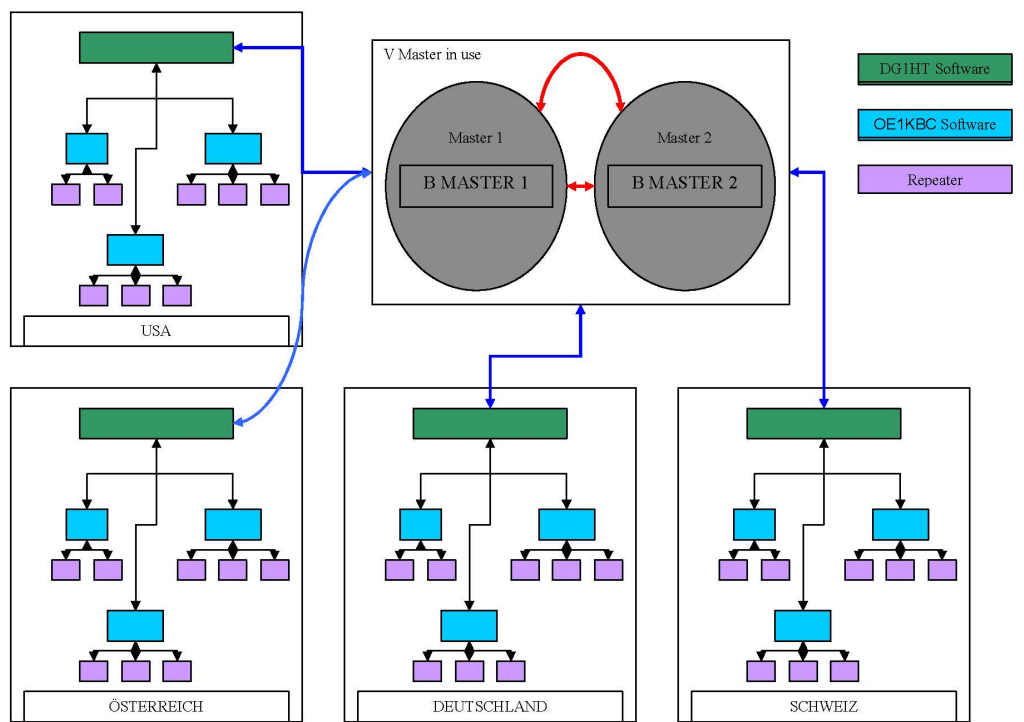 V Master in use
DG1HT Software
OE1KBC Software
Repeater
Master 1
Master 2
B MASTER 1
B MASTER 2
USA
ÖSTERREICH
DEUTSCHLAND
SCHWEIZ